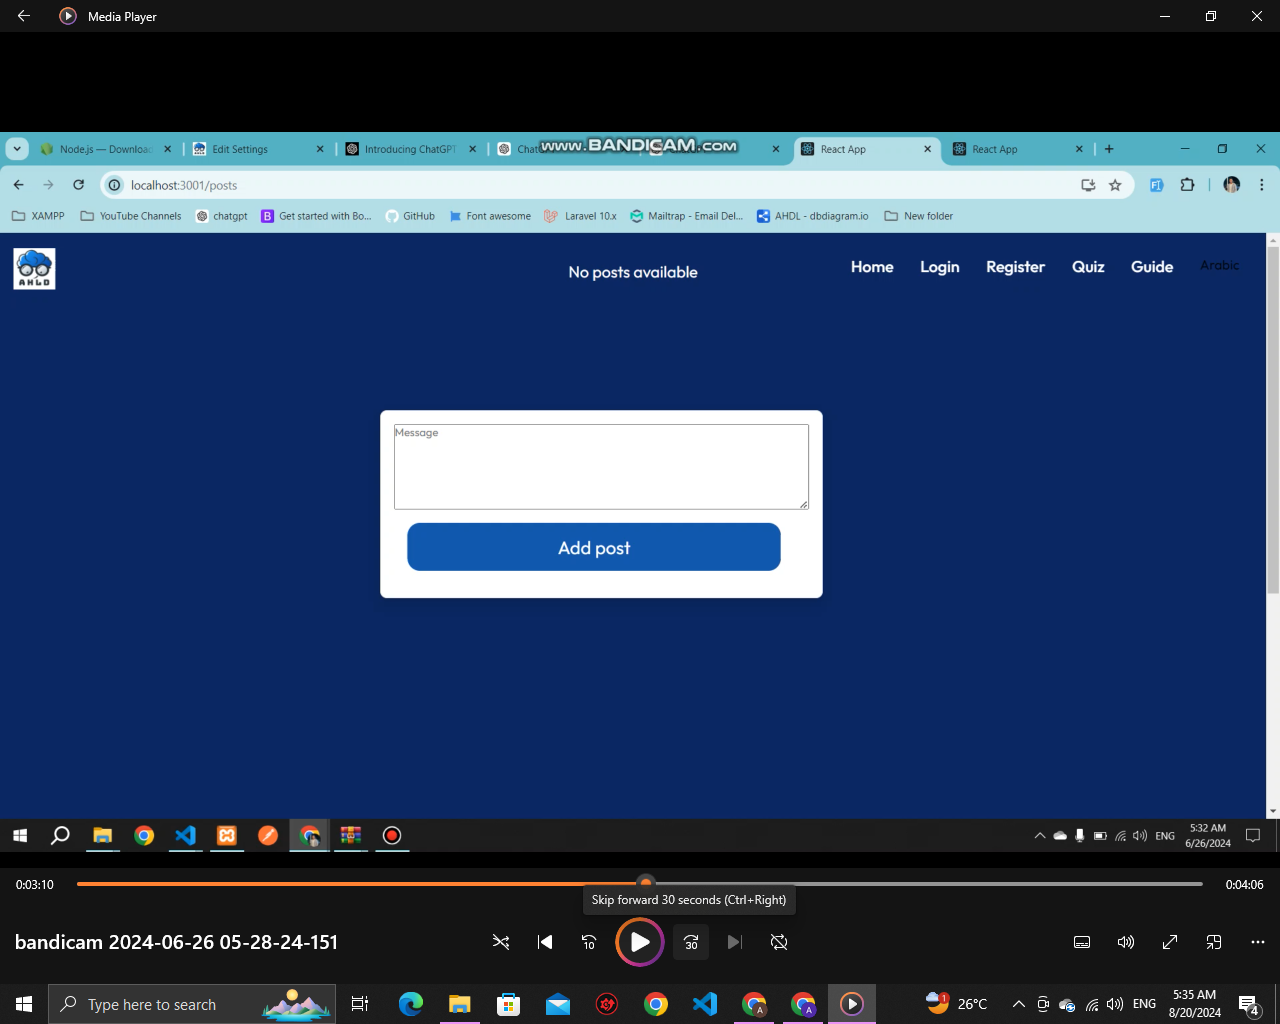 Media Player
Node.js — Download
Edit Settings
Introducing ChatGPT
www.BANDICAM.com
React App
React App
localhost:3001/posts
XAMPP
YouTube Channels
chatgpt
Get started with Bo...
GitHub
Font awesome
Laravel 10.x
Mailtrap - Email Del...
AHDL - dbdiagram.io
New folder
AHLD
No posts available
Home
Login
Register
Quiz
Guide
Arabic
Message
Add post
ENG
5:32 AM
6/26/2024
0:03:10
0:04:06
Skip forward 30 seconds (Ctrl+Right)
bandicam 2024-06-26 05-28-24-151
10
30
Type here to search
26°C
ENG
5:35 AM
8/20/2024
4